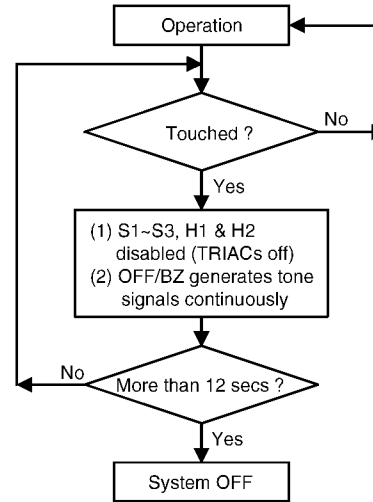 Operation
Touched ?
No
Yes
(1) S1~S3, H1 & H2
disabled (TRIACs off)
(2) OFF/BZ generates tone
signals continuously
No
More than 12 secs ?
Yes
System OFF